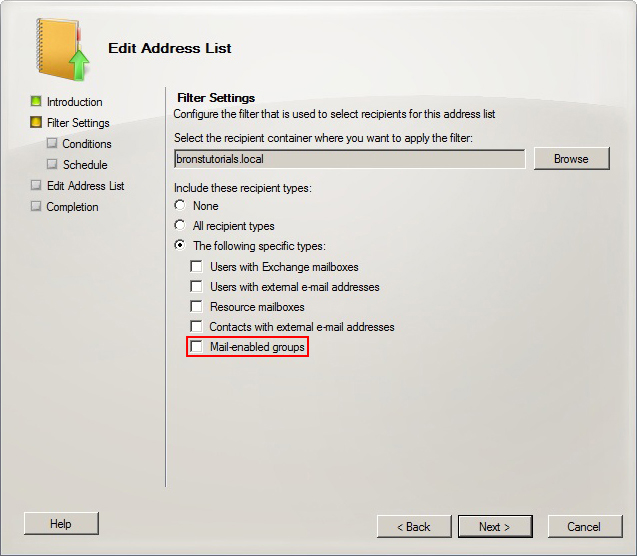 Edit Address List
Introduction
Filter Settings
Conditions
Schedule
Edit Address List
Completion
Filter Settings
Configure the filter that is used to select recipients for this address list
Select the recipient container where you want to apply the filter:
bronstutorials.local
Browse
Include these recipient types:
None
All recipient types
The following specific types:
Users with Exchange mailboxes
Users with external e-mail addresses
Resource mailboxes
Contacts with external e-mail addresses
Mail-enabled groups
Help
< Back
Next >
Cancel